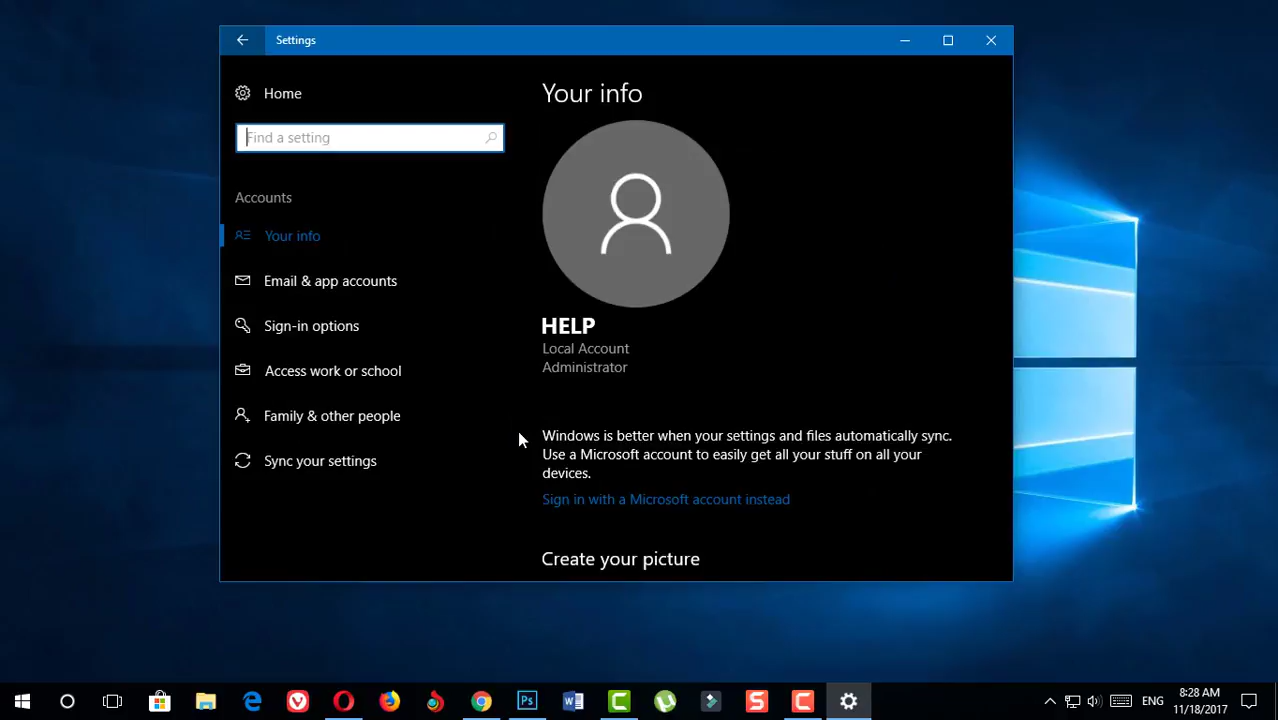 Settings
Home
Find a setting
Accounts
Your info
Email & app accounts
Sign-in options
Access work or school
Family & other people
Sync your settings
Your info
HELP
Local Account
Administrator
Windows is better when your settings and files automatically sync.
Use a Microsoft account to easily get all your stuff on all your
devices.
Sign in with a Microsoft account instead
Create your picture
Ps
ENG
8:28 AM
11/18/2017